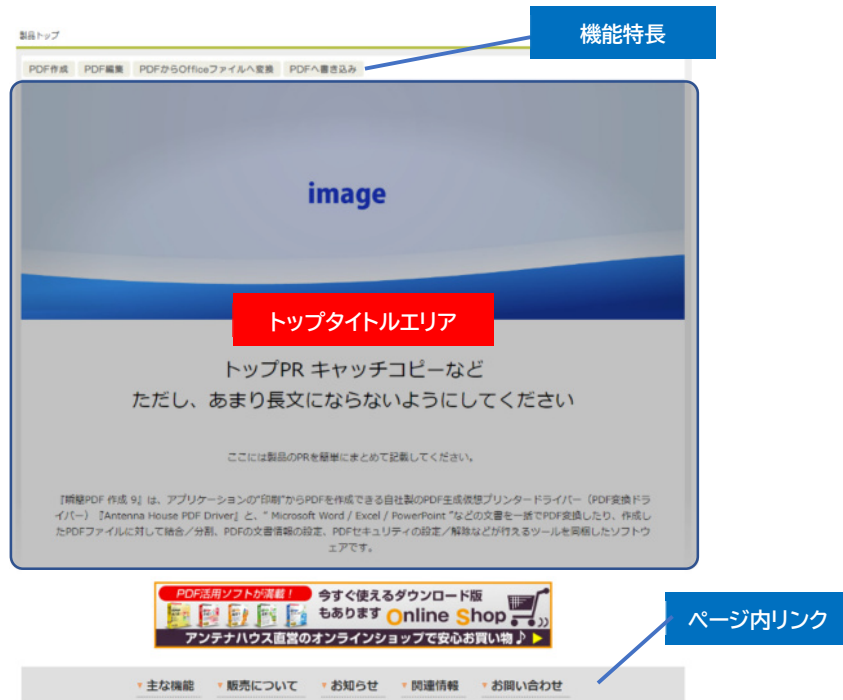 機能特長
製品トップ
PDF作成 PDF編集 PDFからOfficeファイルへ変換 PDFへ書き込み
image
トップタイトルエリア
トップPR キャッチコピーなど
ただし、あまり長文にならないようにしてください
ここには製品のPRを簡単にまとめて記載してください。
『瞬簡PDF 作成 9』は、アプリケーションの"印刷"からPDFを作成できる自社製のPDF生成仮想プリンタードライバー（PDF変換ドラ
イバー）『Antenna House PDF Driver』と、" Microsoft Word / Excel / PowerPoint "などの文書を一括でPDF変換したり、作成し
たPDFファイルに対して結合／分割、PDFの文書情報の設定、PDFセキュリティの設定／解除などが行えるツールを同梱したソフトウ
ェアです。
PDF活用ソフトが満載！ 今すぐ使えるダウンロード版
もあります Online Shop
アンテナハウス直営のオンラインショップで安心お買い物♪
ページ内リンク
主な機能 販売について お知らせ 関連情報 お問い合わせ